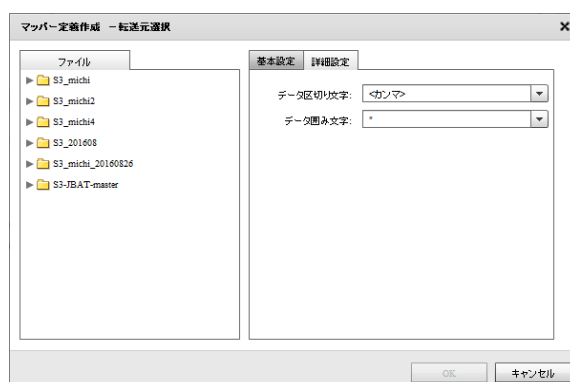 マッパー定義作成 －転送元選択
ファイル
S3_michi
S3_michi2
S3_michi4
S3_201608
S3_michi_20160826
S3-JBAT-master
基本設定 詳細設定
データ区切り文字: <カンマ>
データ囲み文字: "
OK キャンセル